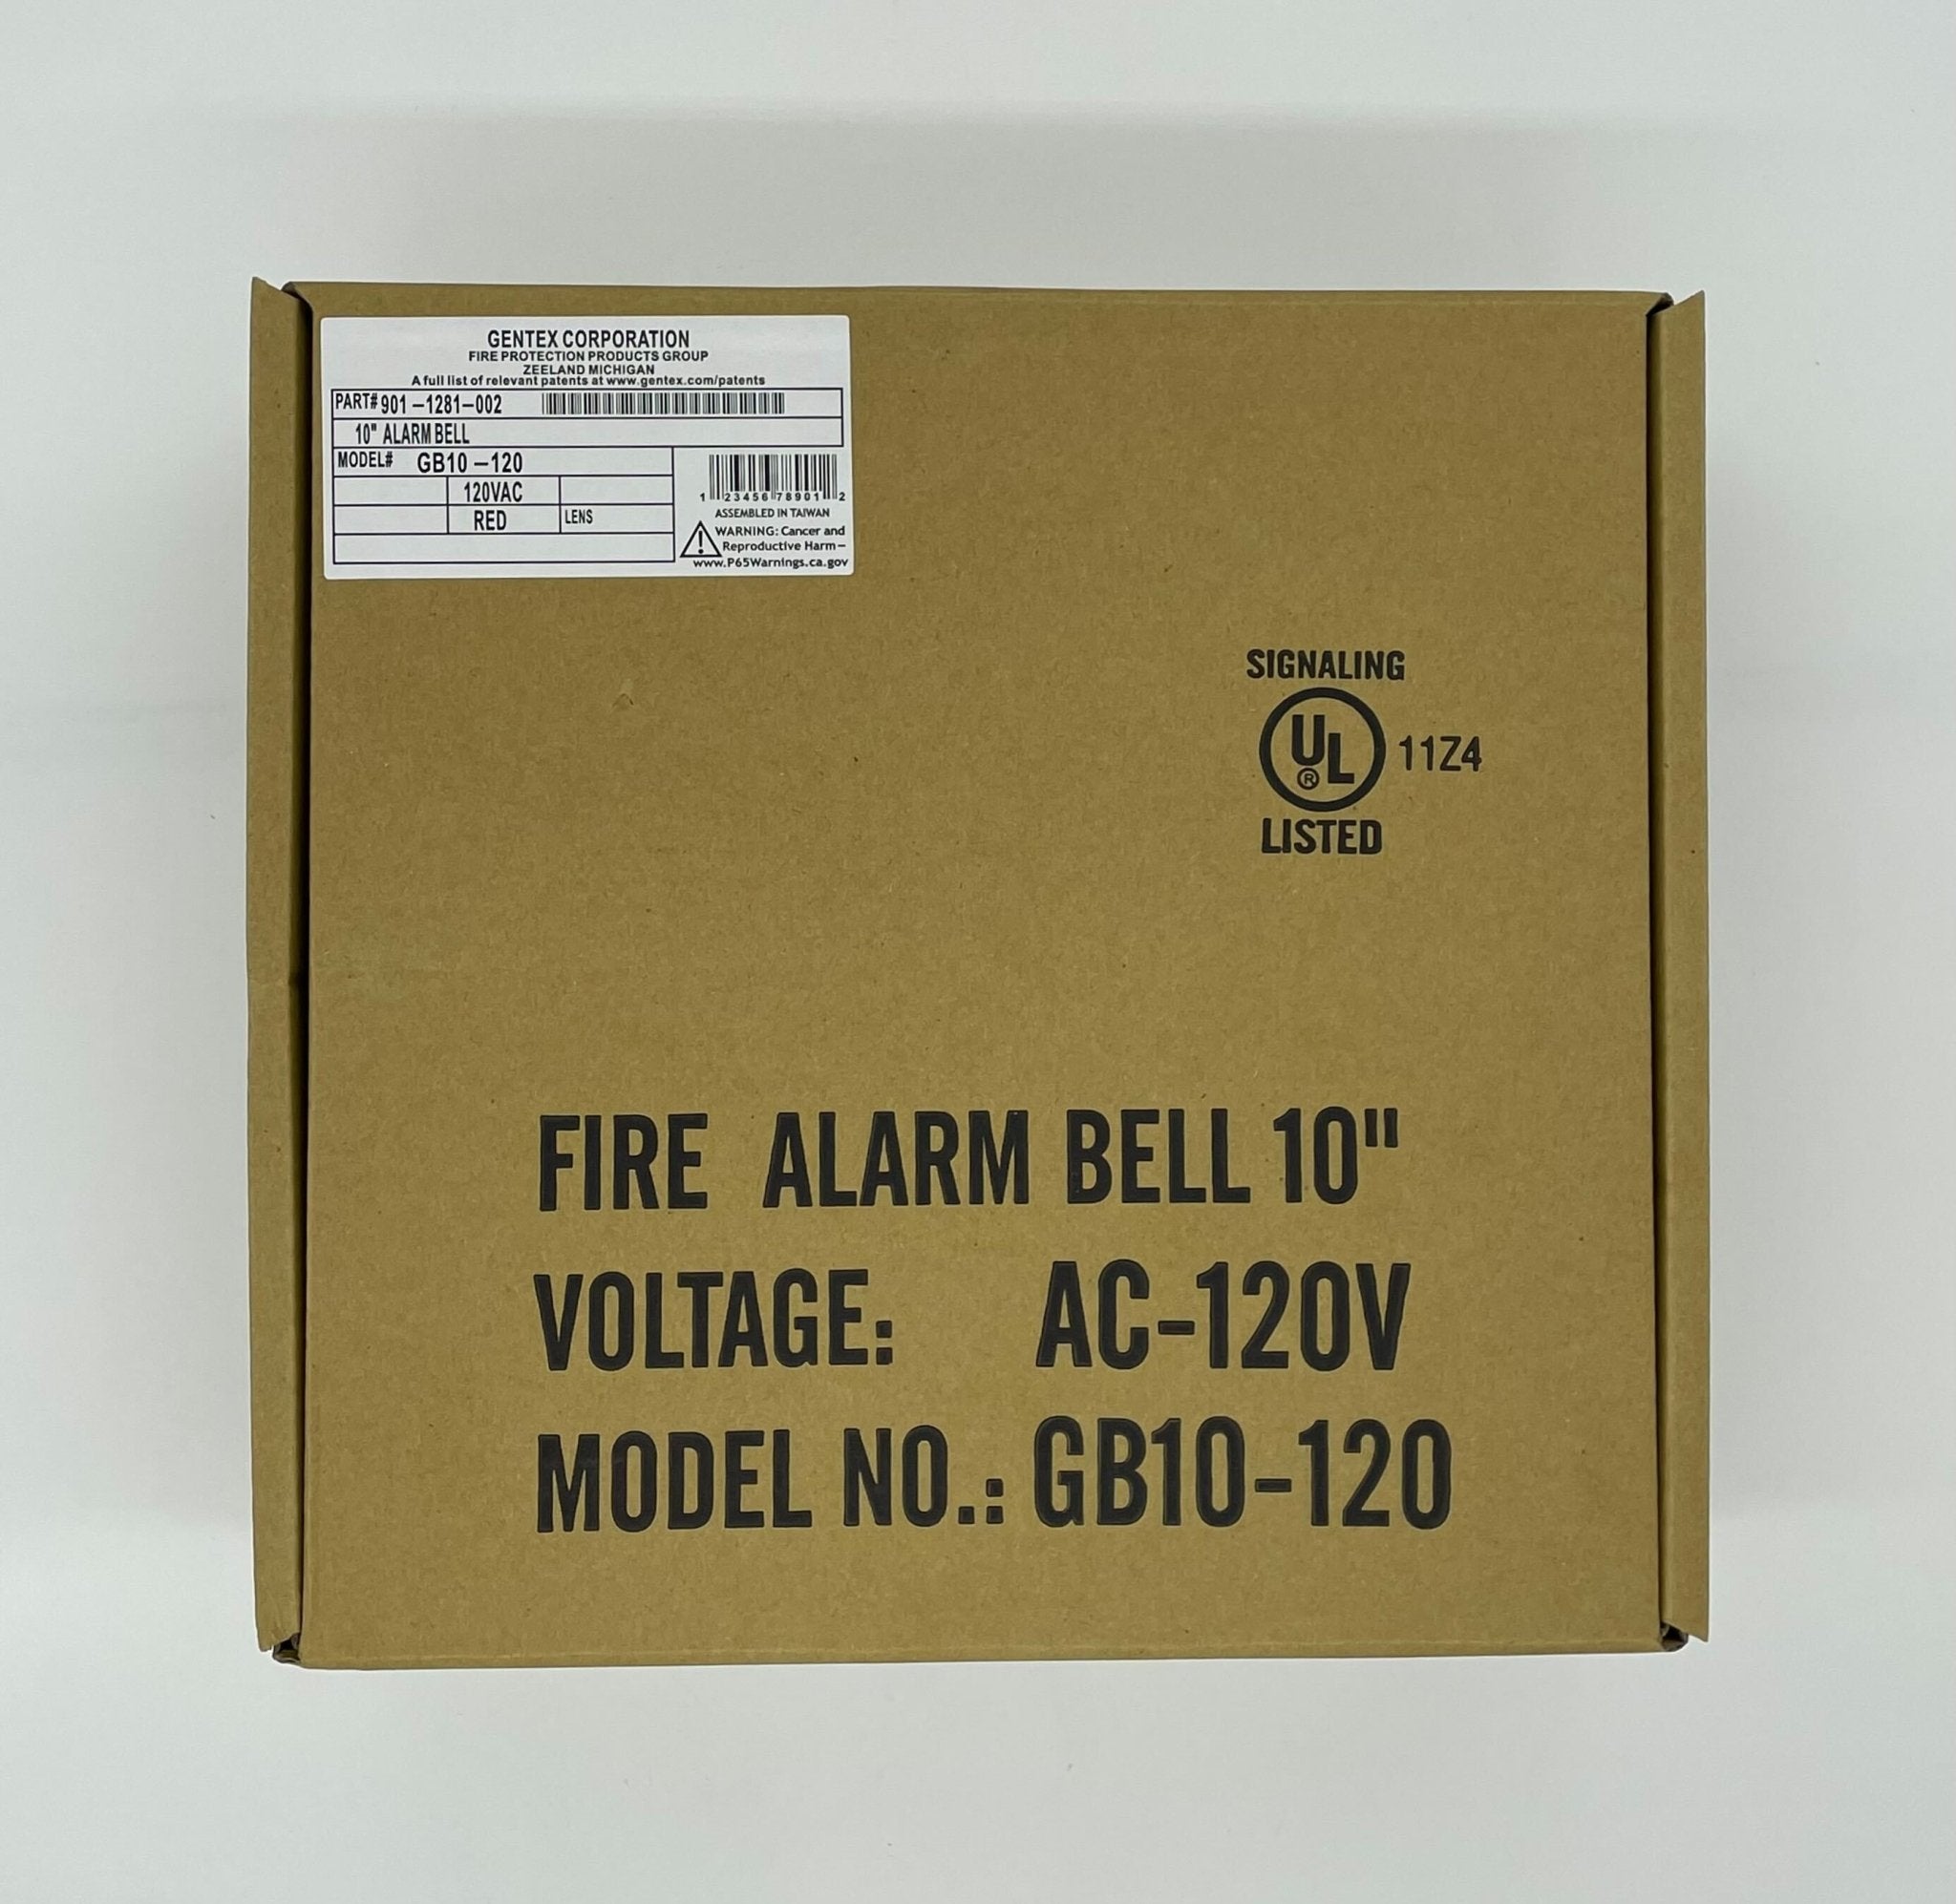 GENTEX CORPORATION
FIRE PROTECTION PRODUCTS GROUP
ZEELAND MICHIGAN
A full list of relevant patents at www.gentex.com/patents
PART# 901-1281-002
10" ALARM BELL
MODEL# GB10-120
120VAC
RED LENS
1 23456 78901 2
ASSEMBLED IN TAIWAN
WARNING: Cancer and
Reproductive Harm-
www.P65Warnings.ca.gov
SIGNALING
UL ® 11Z4
LISTED
FIRE ALARM BELL 10"
VOLTAGE: AC-120V
MODEL NO.: GB10-120